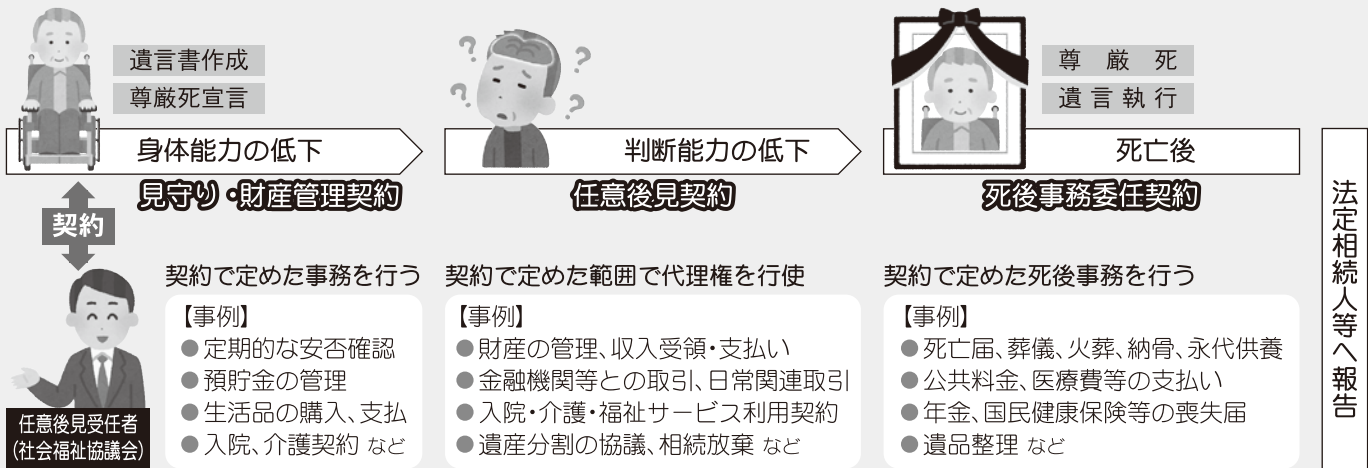 遺言書作成
尊厳死宣言
身体能力の低下
見守り・財産管理契約
契約
任意後見受任者
(社会福祉協議会)
契約で定めた事務を行う
【事例】
●定期的な安否確認
●預貯金の管理
●生活品の購入、支払
●入院、介護契約 など
? ? ? ?
判断能力の低下
任意後見契約
契約で定めた範囲で代理権を行使
【事例】
●財産の管理、収入受領・支払い
●金融機関等との取引、日常関連取引
●入院・介護・福祉サービス利用契約
●遺産分割の協議、相続放棄 など
尊厳死
遺言執行
死亡後
死後事務委任契約
契約で定めた死後事務を行う
【事例】
●死亡届、葬儀、火葬、納骨、永代供養
●公共料金、医療費等の支払い
●年金、国民健康保険等の喪失届
●遺品整理 など
法定相続人等へ報告